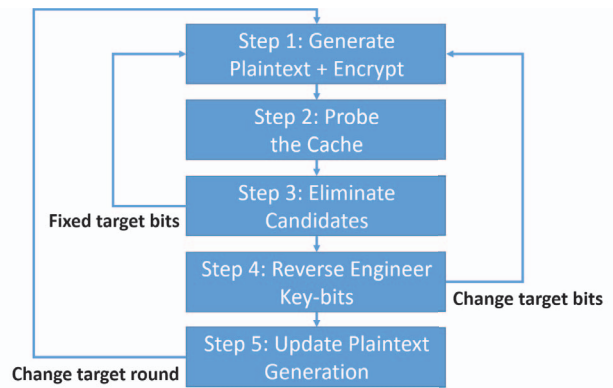 Step 1: Generate
Plaintext + Encrypt
Step 2: Probe
the Cache
Step 3: Eliminate
Candidates
Fixed target bits
Step 4: Reverse Engineer
Key-bits
Change target bits
Step 5: Update Plaintext
Generation
Change target round